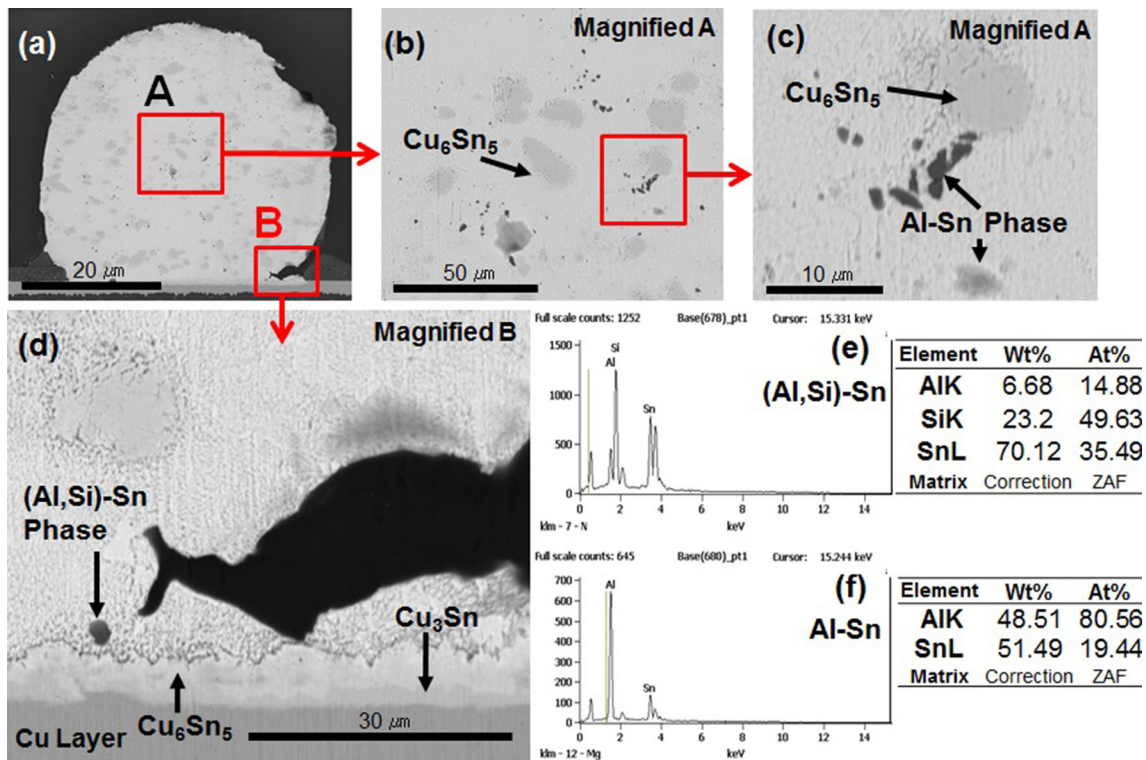 (a)
A
B
20 ㎛
(b)
Magnified A
Cu6Sn5
50 ㎛
(c)
Magnified A
Cu6Sn5
Al-Sn Phase
10 ㎛
(d)
Magnified B
(Al,Si)-Sn
Phase
Cu3Sn
Cu6Sn5
Cu Layer
30 ㎛
Full scale counts: 1252 Base(678)_pt1 Cursor: 15.331 keV
(e)
(Al,Si)-Sn
1500
1000
500
0
Si
Al
Sn
0 2 4 6 8 10 12 14
klm - 7 - N keV
Element Wt% At%
AlK 6.68 14.88
SiK 23.2 49.63
SnL 70.12 35.49
Matrix Correction ZAF
Full scale counts: 645 Base(680)_pt1 Cursor: 15.244 keV
(f)
Al-Sn
700
600
500
400
300
200
100
0
Al
Sn
0 2 4 6 8 10 12 14
klm - 12 - Mg keV
Element Wt% At%
AlK 48.51 80.56
SnL 51.49 19.44
Matrix Correction ZAF